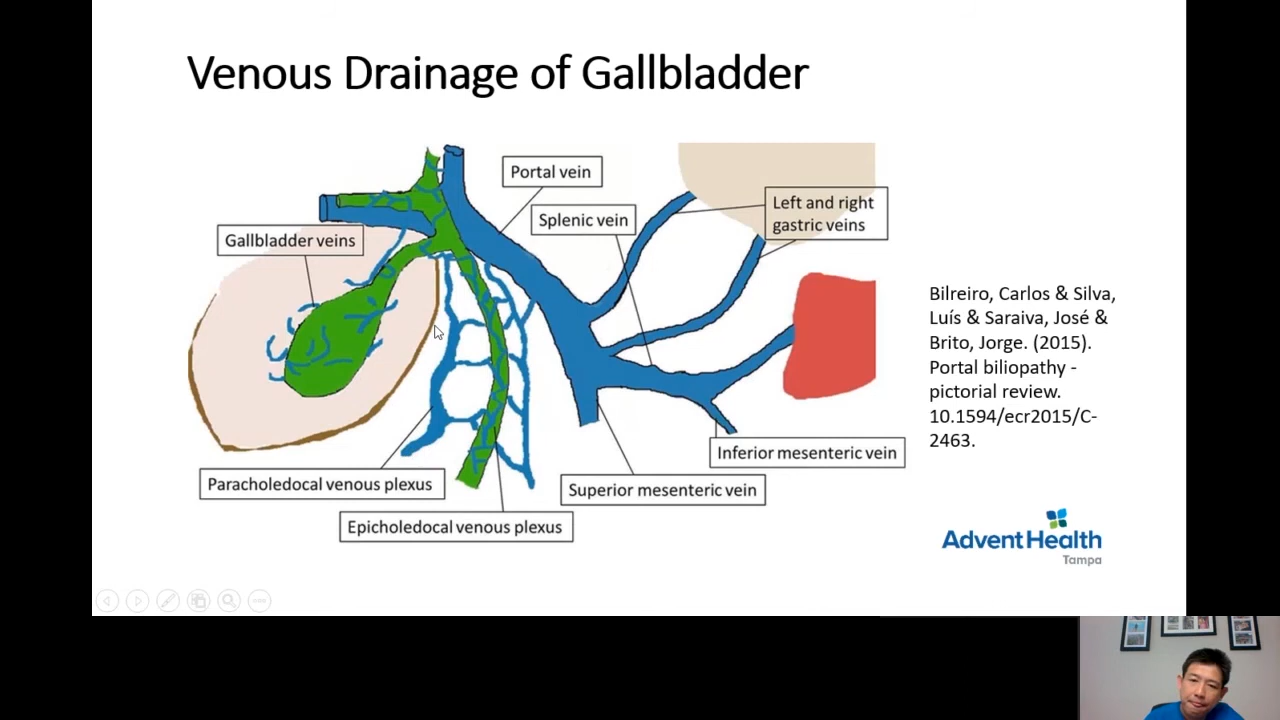 Venous Drainage of Gallbladder
Portal vein
Splenic vein
Left and right
gastric veins
Gallbladder veins
Paracholedocal venous plexus
Epicholedocal venous plexus
Superior mesenteric vein
Inferior mesenteric vein
Bilreiro, Carlos & Silva,
Luís & Saraiva, José &
Brito, Jorge. (2015).
Portal biliopathy -
pictorial review.
10.1594/ecr2015/C-
2463.
AdventHealth
Tampa